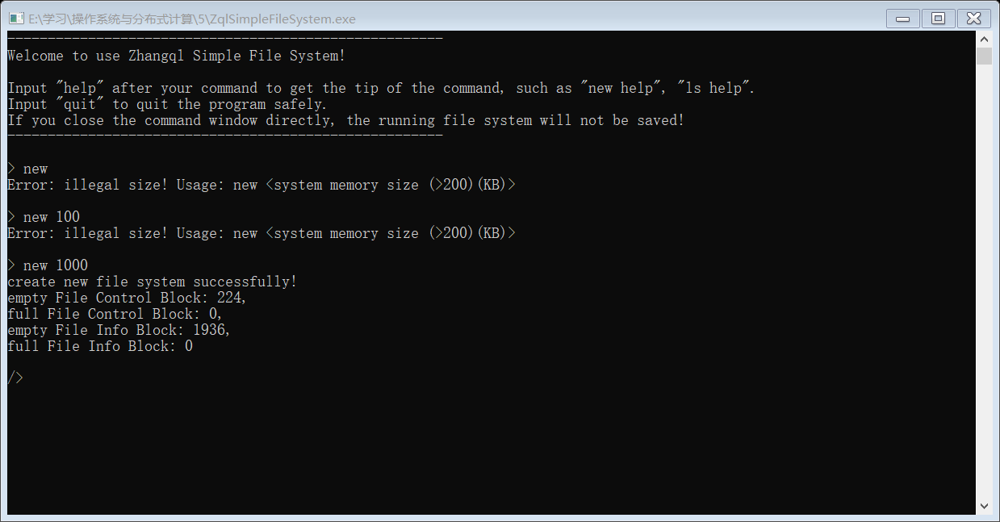 E:\学习\操作系统与分布式计算\5\ZqlSimpleFileSystem.exe
------------------------------------------------------
Welcome to use Zhangql Simple File System!
Input "help" after your command to get the tip of the command, such as "new help", "ls help".
Input "quit" to quit the program safely.
If you close the command window directly, the running file system will not be saved!
------------------------------------------------------
> new
Error: illegal size! Usage: new <system memory size (>200)(KB)>
> new 100
Error: illegal size! Usage: new <system memory size (>200)(KB)>
> new 1000
create new file system successfully!
empty File Control Block: 224,
full File Control Block: 0,
empty File Info Block: 1936,
full File Info Block: 0
/>